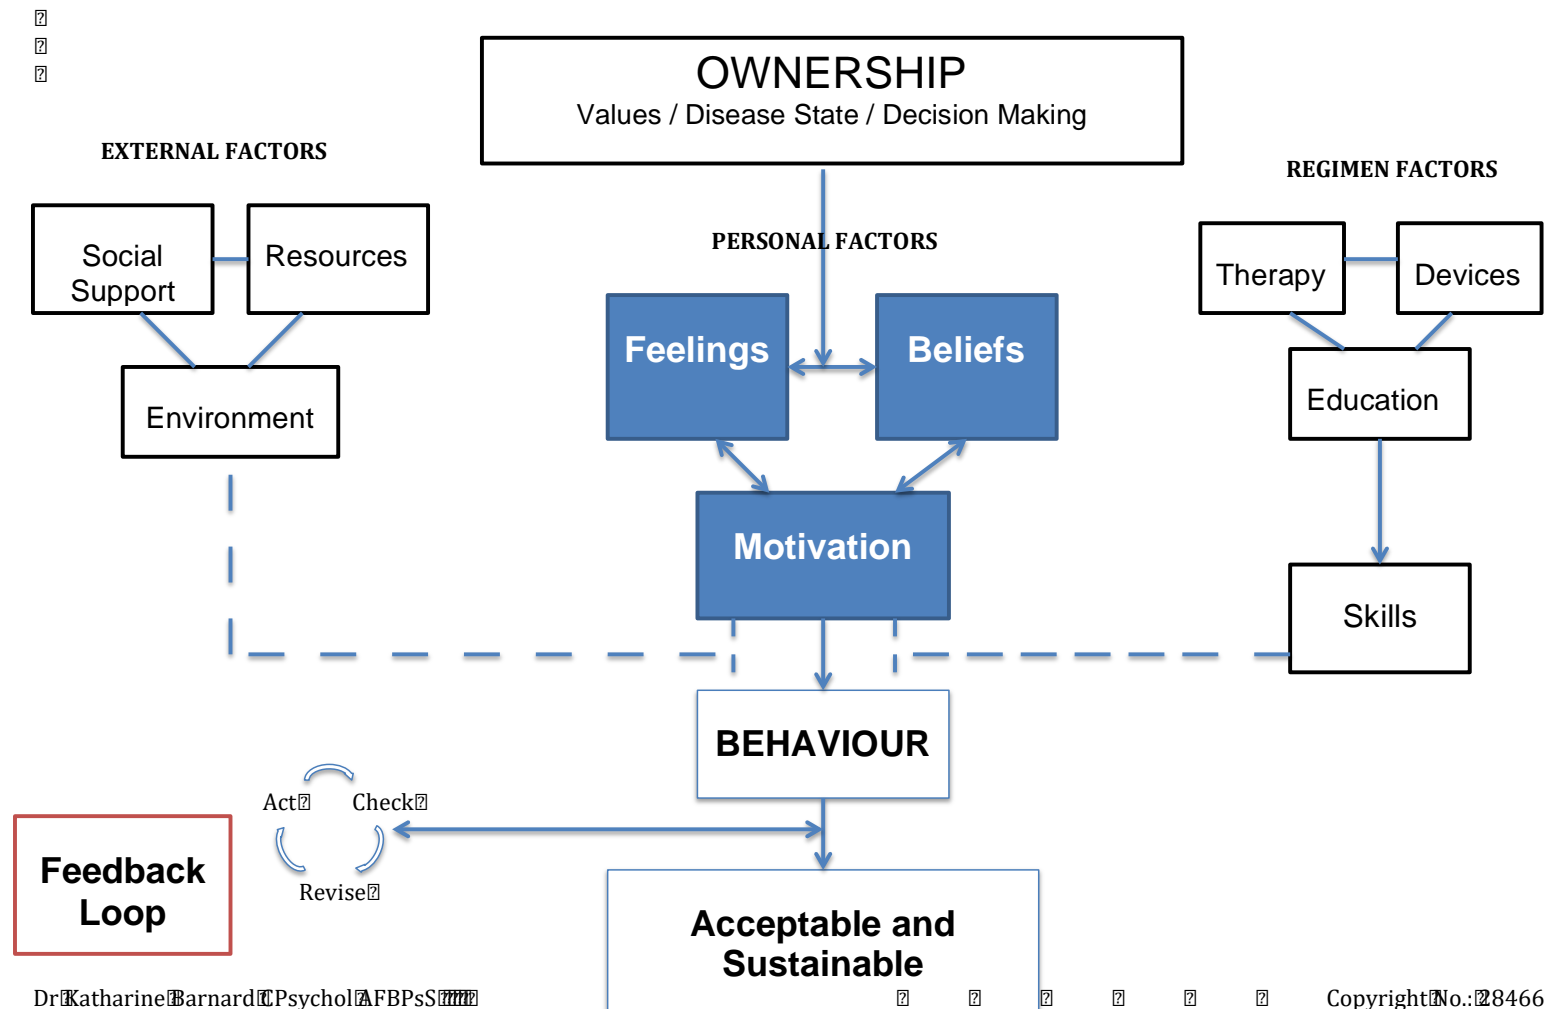 OWNERSHIP
Values / Disease State / Decision Making
EXTERNAL FACTORS
REGIMEN FACTORS
PERSONAL FACTORS
Social
Support
Resources
Environment
Feelings
Beliefs
Motivation
Therapy
Devices
Education
Skills
BEHAVIOUR
Act
Check
Revise
Feedback
Loop
Acceptable and
Sustainable
Dr Katharine Barnard CPsychol AFBPsS
Copyright No.: 28466